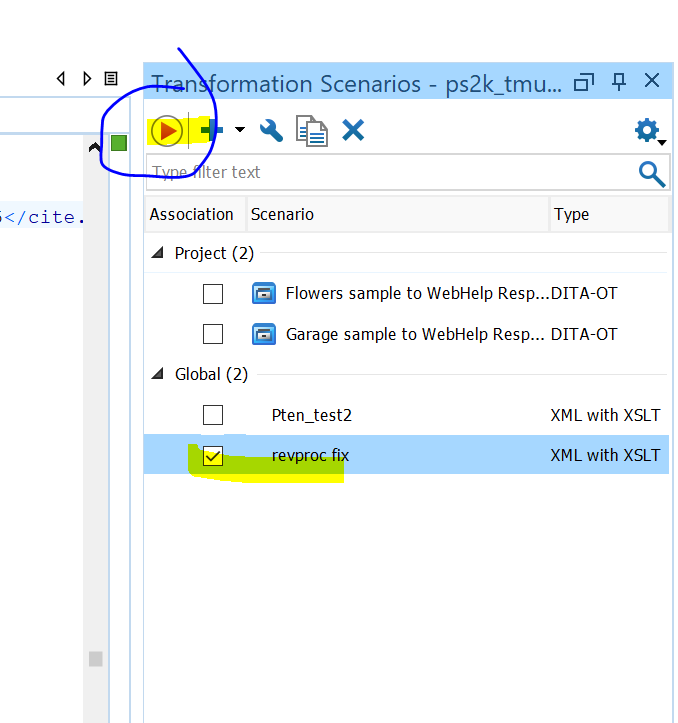 Transformation Scenarios - ps2k_tmu...
Type filter text
5</cite.
Association Scenario Type
Project (2)
Flowers sample to WebHelp Resp... DITA-OT
Garage sample to WebHelp Resp... DITA-OT
Global (2)
Pten_test2 XML with XSLT
revproc fix XML with XSLT